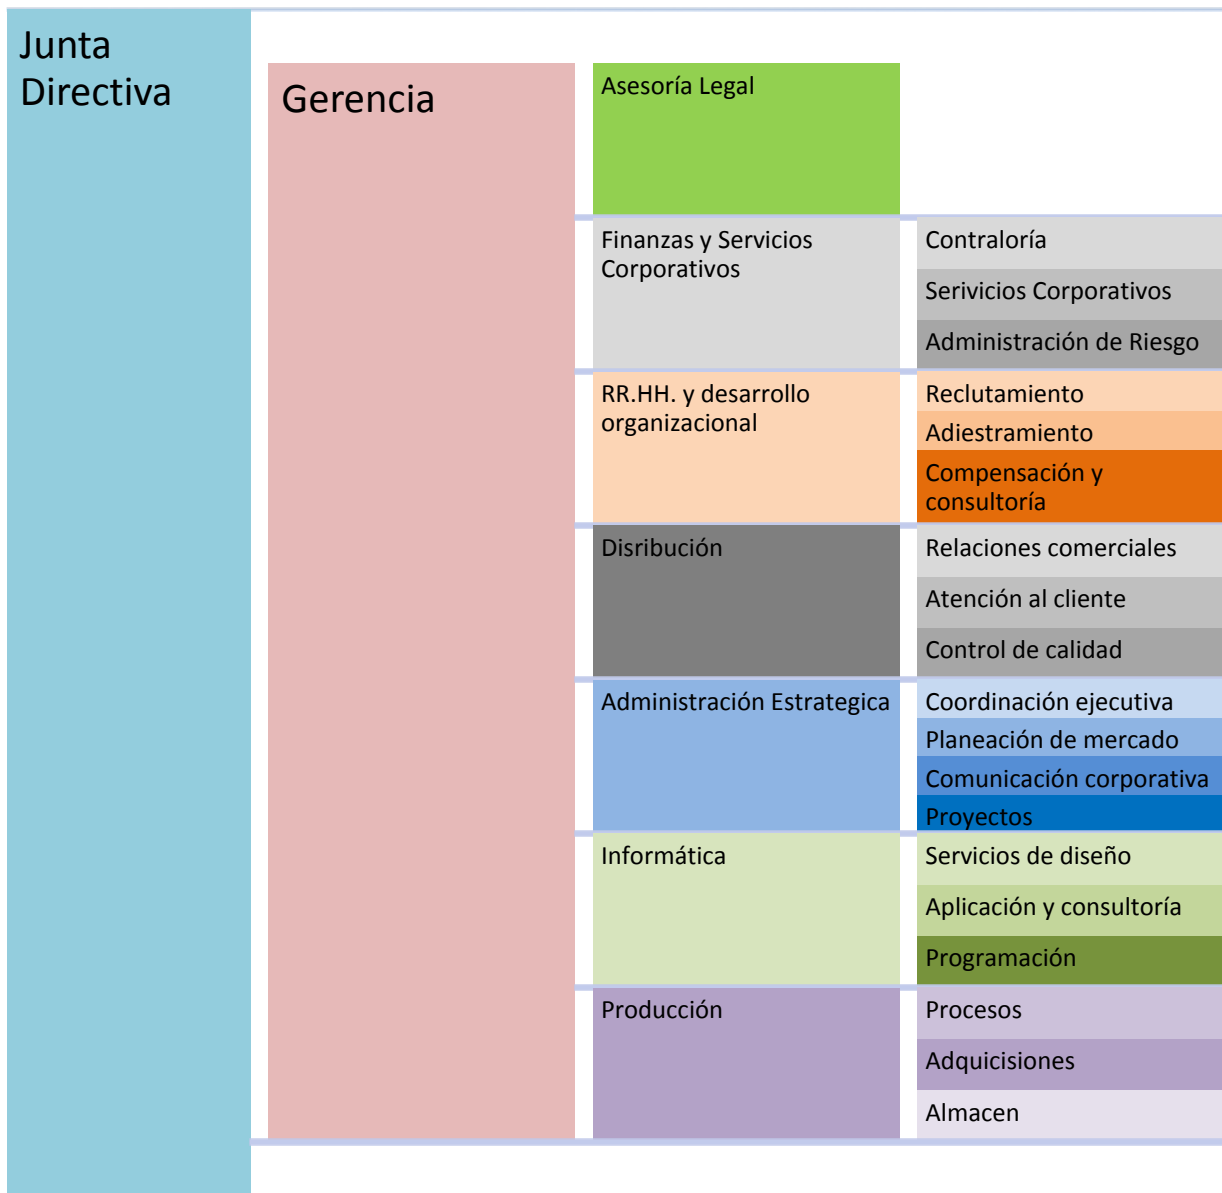 Junta
Directiva
Gerencia
Asesoría Legal
Finanzas y Servicios
Corporativos
Contraloría
Serivicios Corporativos
Administración de Riesgo
RR.HH. y desarrollo
organizacional
Reclutamiento
Adiestramiento
Compensación y
consultoría
Disribución
Relaciones comerciales
Atención al cliente
Control de calidad
Administración Estrategica
Coordinación ejecutiva
Planeación de mercado
Comunicación corporativa
Proyectos
Informática
Servicios de diseño
Aplicación y consultoría
Programación
Producción
Procesos
Adquicisiones
Almacen